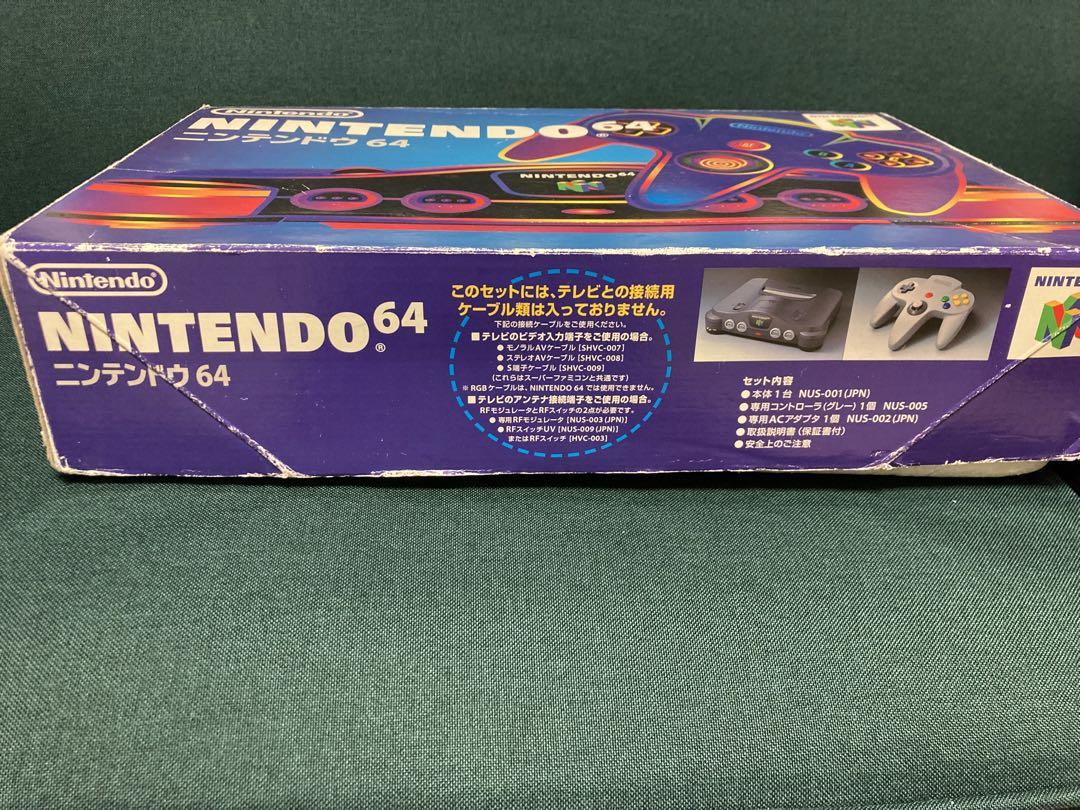 Nintendo
NINTENDO 64
ニンテンドウ 64
Nintendo
NINTENDO 64
Nintendo®
NINTENDO 64®
ニンテンドウ 64
このセットには、テレビとの接続用
ケーブル類は入っておりません。
下記の接続ケーブルをご使用ください。
■テレビのビデオ入力端子をご使用の場合。
●モノラルAVケーブル[SHVC-007]
●ステレオAVケーブル[SHVC-008]
●S端子ケーブル[SHVC-009]
(これらはスーパーファミコンと共通です)
※RGBケーブルは、NINTENDO 64では使用できません。
■テレビのアンテナ接続端子をご使用の場合。
RFモジュレータとRFスイッチの2点が必要です。
●専用RFモジュレータ[NUS-003(JPN)]
●RFスイッチUV[NUS-009(JPN)]
またはRFスイッチ[HVC-003]
セット内容
●本体1台 NUS-001(JPN)
●専用コントローラ(グレー)1個 NUS-005
●専用ACアダプタ1個 NUS-002(JPN)
●取扱説明書(保証書付)
●安全上のご注意